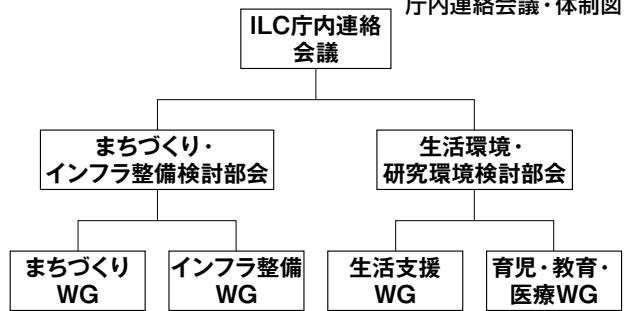 庁内連絡会議・体制図
ILC庁内連絡
会議
まちづくり・
インフラ整備検討部会
生活環境・
研究環境検討部会
まちづくり
WG
インフラ整備
WG
生活支援
WG
育児・教育・
医療WG